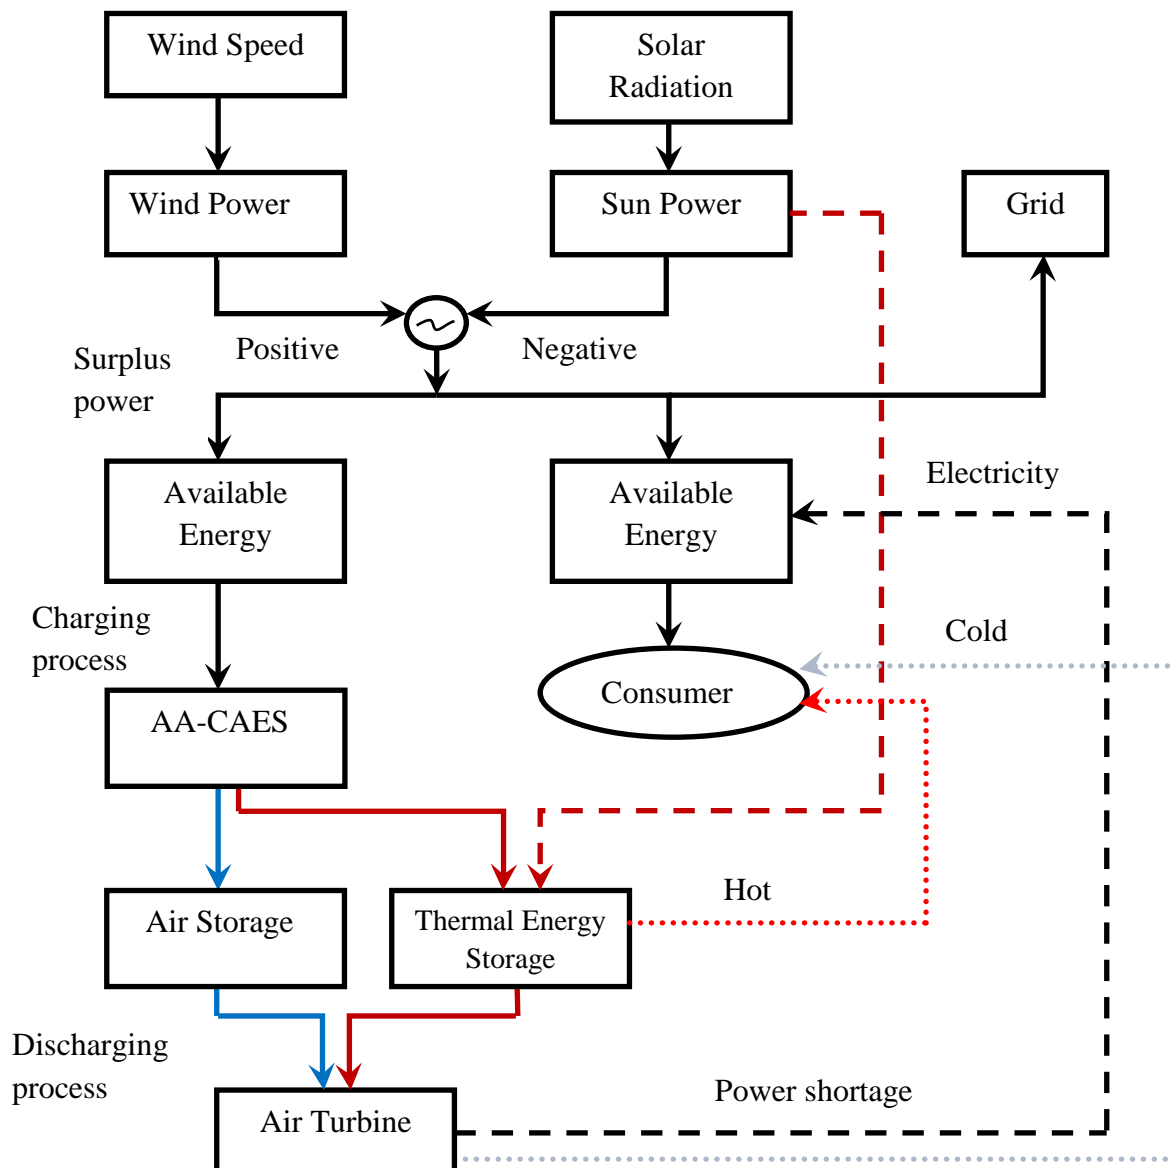 Wind Speed
Solar
Radiation
Wind Power
Sun Power
Grid
Positive
Negative
Surplus
power
Available
Energy
Available
Energy
Electricity
Charging
process
Cold
AA-CAES
Consumer
Air Storage
Thermal Energy
Storage
Hot
Discharging
process
Air Turbine
Power shortage